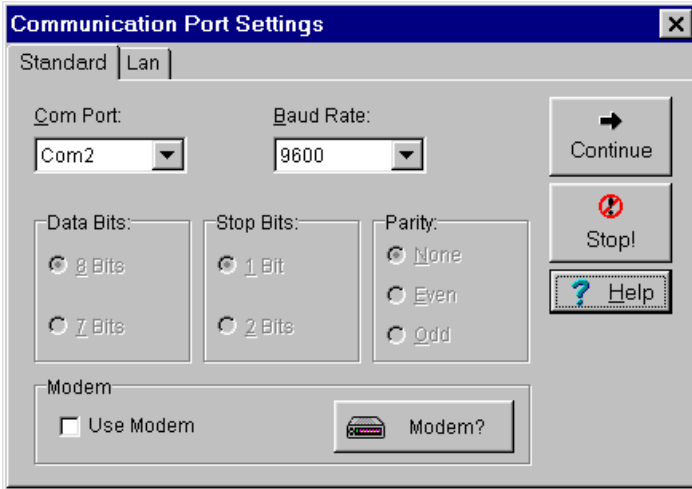 Communication Port Settings
Standard
Lan
Com Port:
Baud Rate:
Com2
9600
Continue
Stop!
Help
Data Bits:
8 Bits
7 Bits
Stop Bits:
1 Bit
2 Bits
Parity:
None
Even
Odd
Modem
Use Modem
Modem?